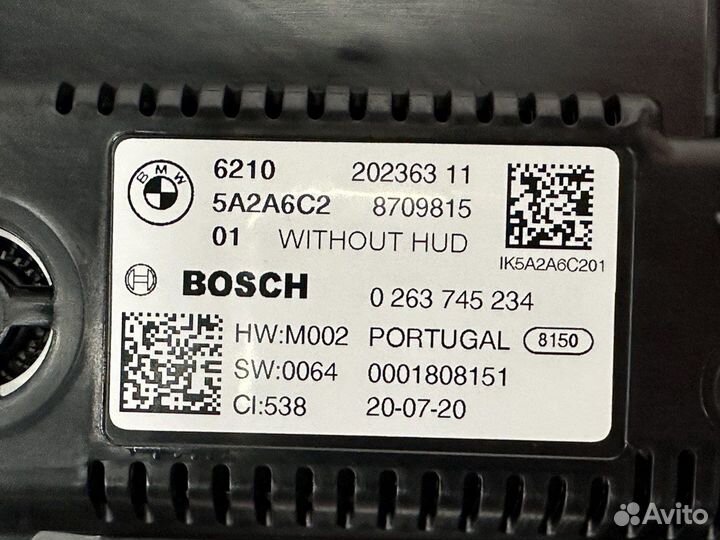 BMW
6210 202363 11
5A2A6C2 8709815
01 WITHOUT HUD
IK5A2A6C201
BOSCH 0 263 745 234
HW:M002 PORTUGAL 8150
SW:0064 0001808151
CI:538 20-07-20
Avito